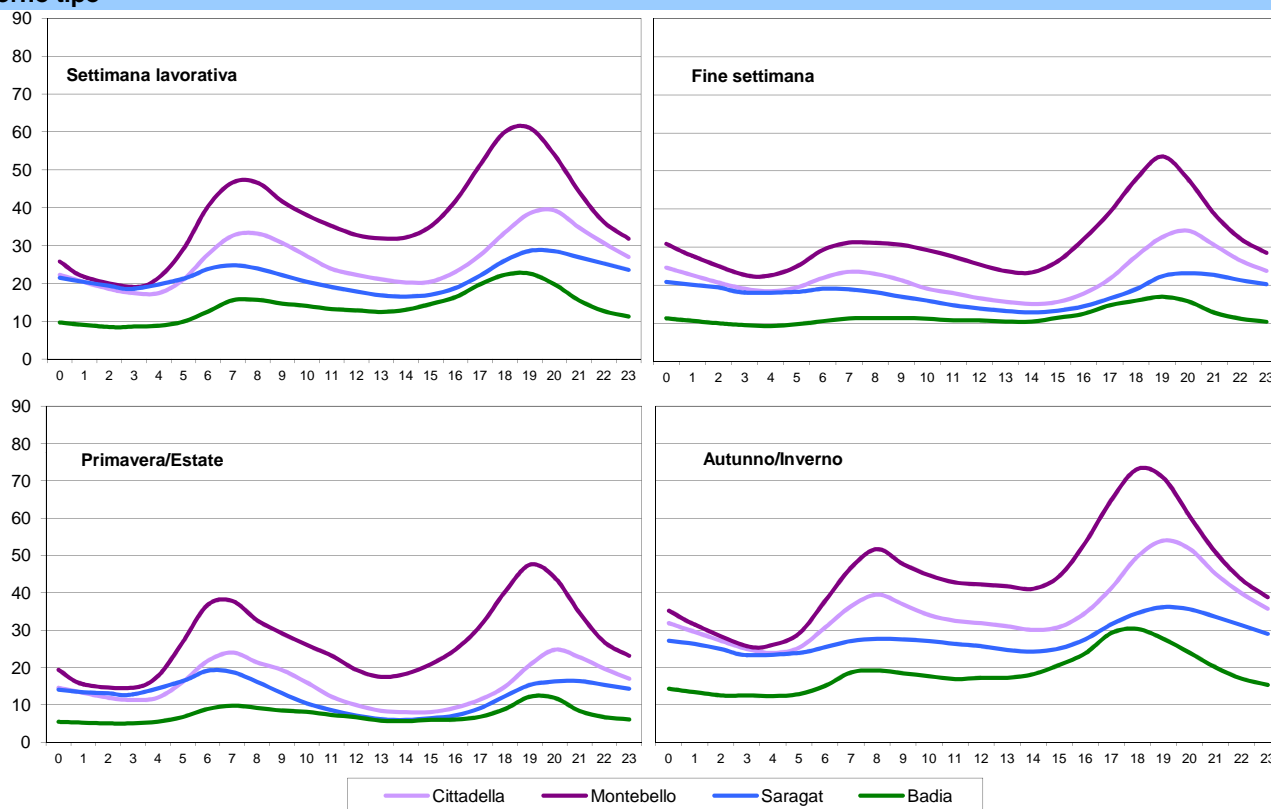 tipo
90
80
70
60
50
40
30
20
10
0
Settimana lavorativa
0 1 2 3 4 5 6 7 8 9 10 11 12 13 14 15 16 17 18 19 20 21 22 23
Fine settimana
0 1 2 3 4 5 6 7 8 9 10 11 12 13 14 15 16 17 18 19 20 21 22 23
90
80
70
60
50
40
30
20
10
0
Primavera/Estate
0 1 2 3 4 5 6 7 8 9 10 11 12 13 14 15 16 17 18 19 20 21 22 23
Autunno/Inverno
0 1 2 3 4 5 6 7 8 9 10 11 12 13 14 15 16 17 18 19 20 21 22 23
Cittadella Montebello Saragat Badia